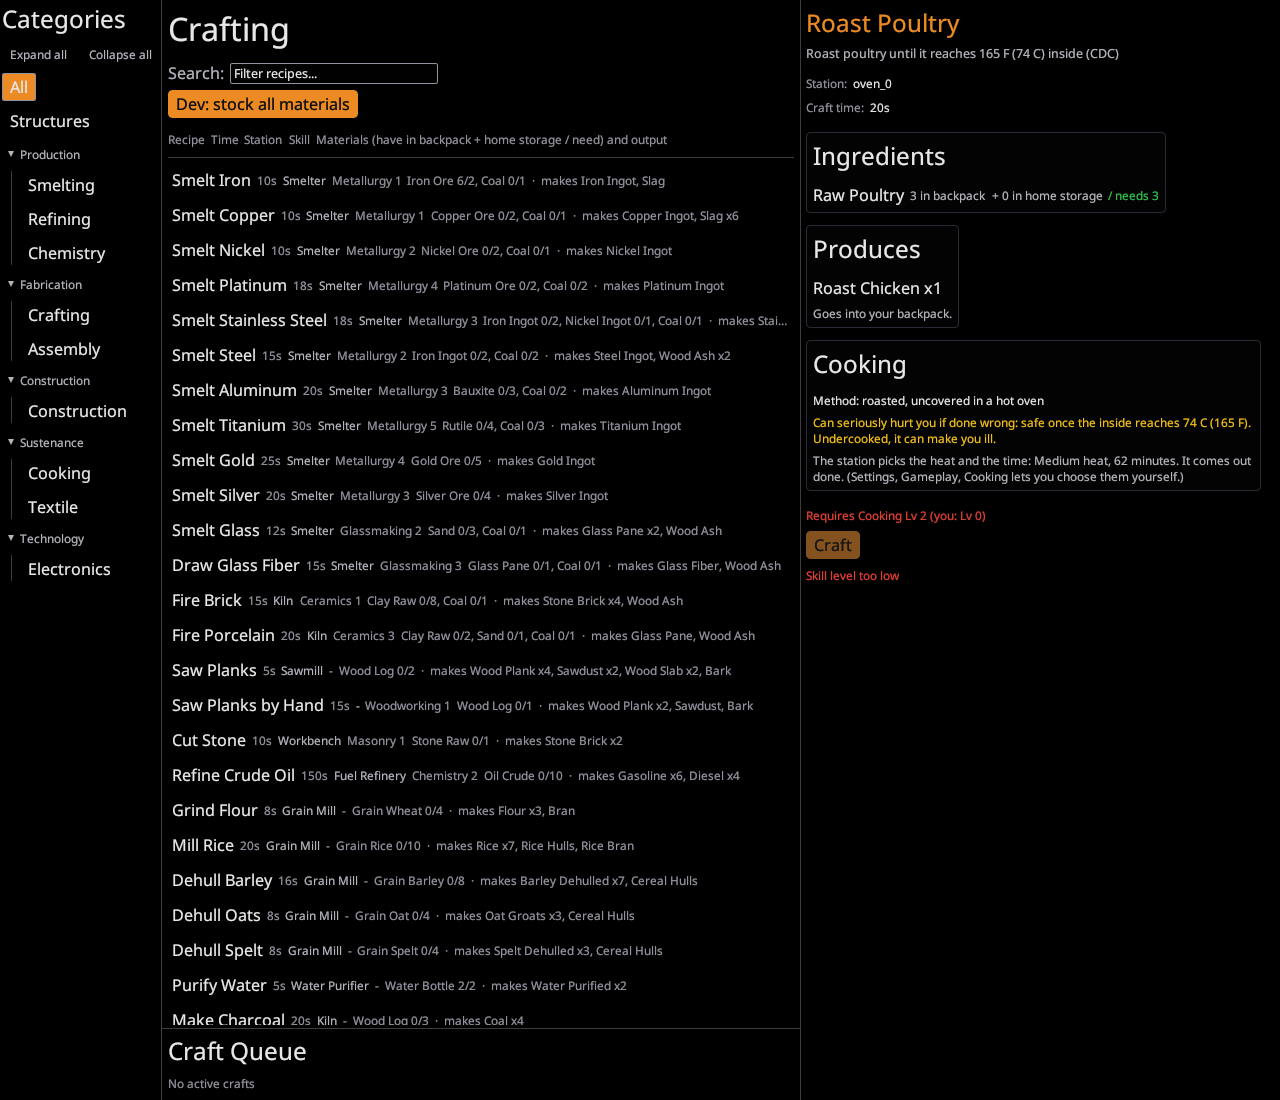 Categories
Expand all
Collapse all
All
Structures
Production
Smelting
Refining
Chemistry
Fabrication
Crafting
Assembly
Construction
Construction
Sustenance
Cooking
Textile
Technology
Electronics
Crafting
Search: Filter recipes...
Dev: stock all materials
Recipe Time Station Skill Materials (have in backpack + home storage / need) and output
Smelt Iron 10s Smelter Metallurgy 1 Iron Ore 6/2, Coal 0/1 · makes Iron Ingot, Slag
Smelt Copper 10s Smelter Metallurgy 1 Copper Ore 0/2, Coal 0/1 · makes Copper Ingot, Slag x6
Smelt Nickel 10s Smelter Metallurgy 2 Nickel Ore 0/2, Coal 0/1 · makes Nickel Ingot
Smelt Platinum 18s Smelter Metallurgy 4 Platinum Ore 0/2, Coal 0/2 · makes Platinum Ingot
Smelt Stainless Steel 18s Smelter Metallurgy 3 Iron Ingot 0/2, Nickel Ingot 0/1, Coal 0/1 · makes Stai...
Smelt Steel 15s Smelter Metallurgy 2 Iron Ingot 0/2, Coal 0/2 · makes Steel Ingot, Wood Ash x2
Smelt Aluminum 20s Smelter Metallurgy 3 Bauxite 0/3, Coal 0/2 · makes Aluminum Ingot
Smelt Titanium 30s Smelter Metallurgy 5 Rutile 0/4, Coal 0/3 · makes Titanium Ingot
Smelt Gold 25s Smelter Metallurgy 4 Gold Ore 0/5 · makes Gold Ingot
Smelt Silver 20s Smelter Metallurgy 3 Silver Ore 0/4 · makes Silver Ingot
Smelt Glass 12s Smelter Glassmaking 2 Sand 0/3, Coal 0/1 · makes Glass Pane x2, Wood Ash
Draw Glass Fiber 15s Smelter Glassmaking 3 Glass Pane 0/1, Coal 0/1 · makes Glass Fiber, Wood Ash
Fire Brick 15s Kiln Ceramics 1 Clay Raw 0/8, Coal 0/1 · makes Stone Brick x4, Wood Ash
Fire Porcelain 20s Kiln Ceramics 3 Clay Raw 0/2, Sand 0/1, Coal 0/1 · makes Glass Pane, Wood Ash
Saw Planks 5s Sawmill - Wood Log 0/2 · makes Wood Plank x4, Sawdust x2, Wood Slab x2, Bark
Saw Planks by Hand 15s - Woodworking 1 Wood Log 0/1 · makes Wood Plank x2, Sawdust, Bark
Cut Stone 10s Workbench Masonry 1 Stone Raw 0/1 · makes Stone Brick x2
Refine Crude Oil 150s Fuel Refinery Chemistry 2 Oil Crude 0/10 · makes Gasoline x6, Diesel x4
Grind Flour 8s Grain Mill - Grain Wheat 0/4 · makes Flour x3, Bran
Mill Rice 20s Grain Mill - Grain Rice 0/10 · makes Rice x7, Rice Hulls, Rice Bran
Dehull Barley 16s Grain Mill - Grain Barley 0/8 · makes Barley Dehulled x7, Cereal Hulls
Dehull Oats 8s Grain Mill - Grain Oat 0/4 · makes Oat Groats x3, Cereal Hulls
Dehull Spelt 8s Grain Mill - Grain Spelt 0/4 · makes Spelt Dehulled x3, Cereal Hulls
Purify Water 5s Water Purifier - Water Bottle 2/2 · makes Water Purified x2
Make Charcoal 20s Kiln - Wood Log 0/3 · makes Coal x4
Craft Queue
No active crafts
Roast Poultry
Roast poultry until it reaches 165 F (74 C) inside (CDC)
Station: oven_0
Craft time: 20s
Ingredients
Raw Poultry 3 in backpack + 0 in home storage / needs 3
Produces
Roast Chicken x1
Goes into your backpack.
Cooking
Method: roasted, uncovered in a hot oven
Can seriously hurt you if done wrong: safe once the inside reaches 74 C (165 F).
Undercooked, it can make you ill.
The station picks the heat and the time: Medium heat, 62 minutes. It comes out
done. (Settings, Gameplay, Cooking lets you choose them yourself.)
Requires Cooking Lv 2 (you: Lv 0)
Craft
Skill level too low